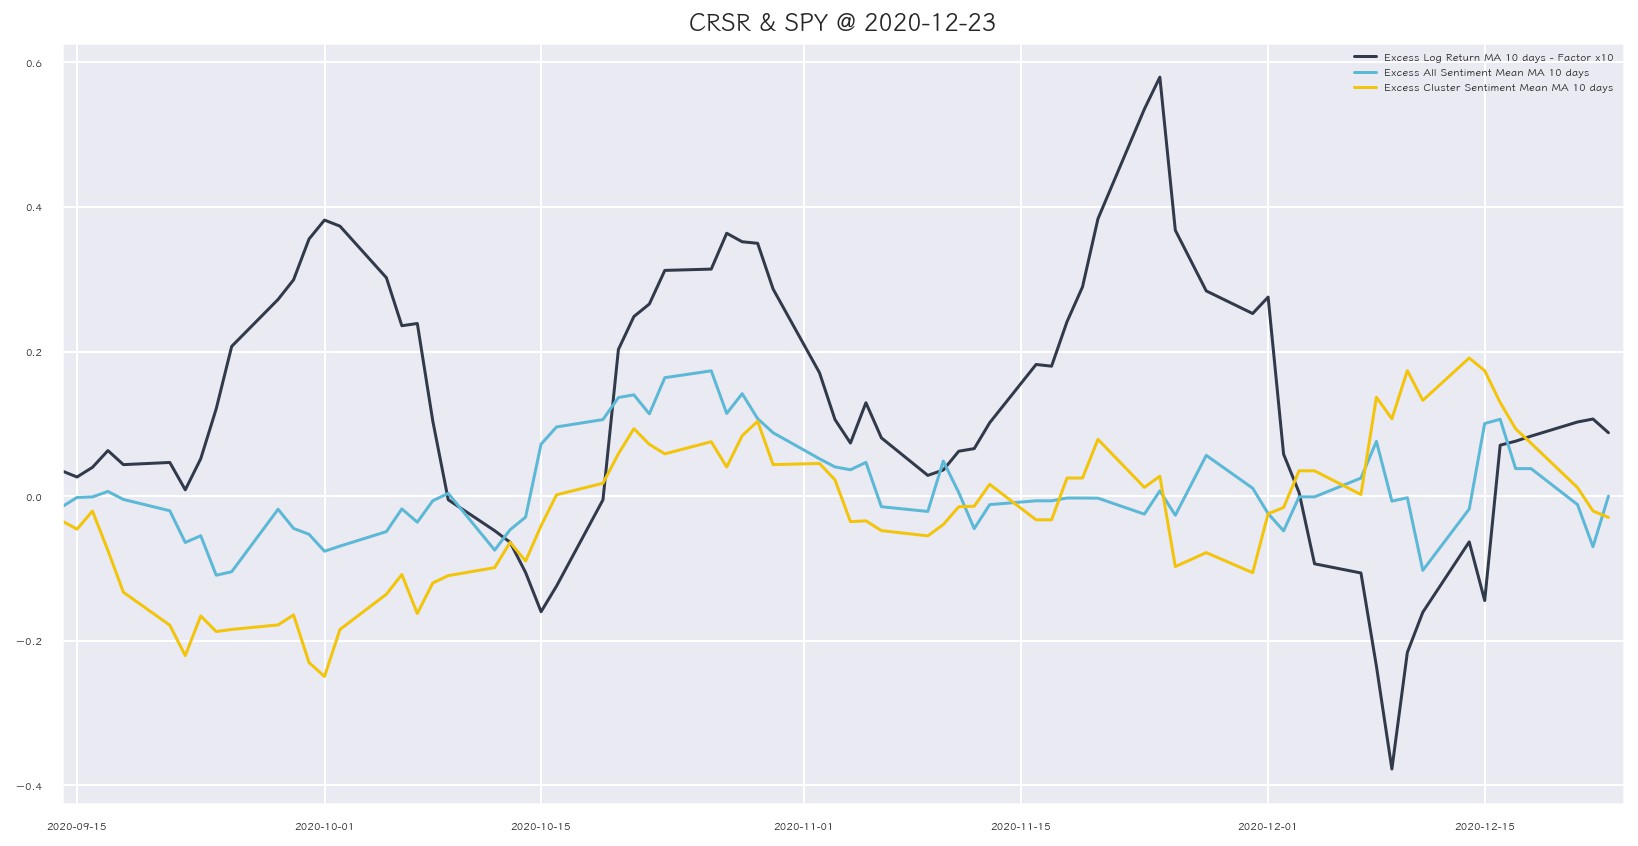 CRSR & SPY @ 2020-12-23
0.6
0.4
0.2
0.0
−0.2
−0.4
Excess Log Return MA 10 days - Factor x10
Excess All Sentiment Mean MA 10 days
Excess Cluster Sentiment Mean MA 10 days
2020-09-15 2020-10-01 2020-10-15 2020-11-01 2020-11-15 2020-12-01 2020-12-15